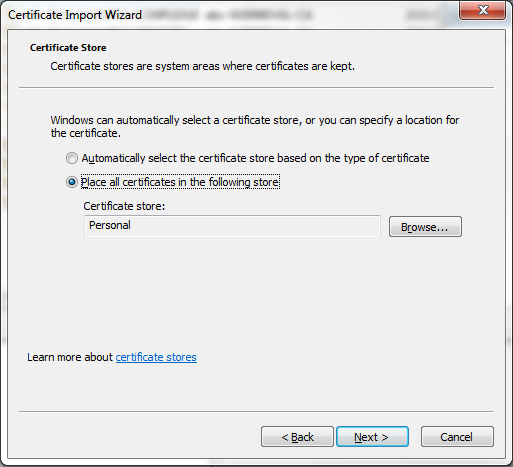 Certificate Import Wizard
Certificate Store
Certificate stores are system areas where certificates are kept.
Windows can automatically select a certificate store, or you can specify a location for
the certificate.
Automatically select the certificate store based on the type of certificate
Place all certificates in the following store
Certificate store:
Personal
Browse...
Learn more about certificate stores
< Back
Next >
Cancel